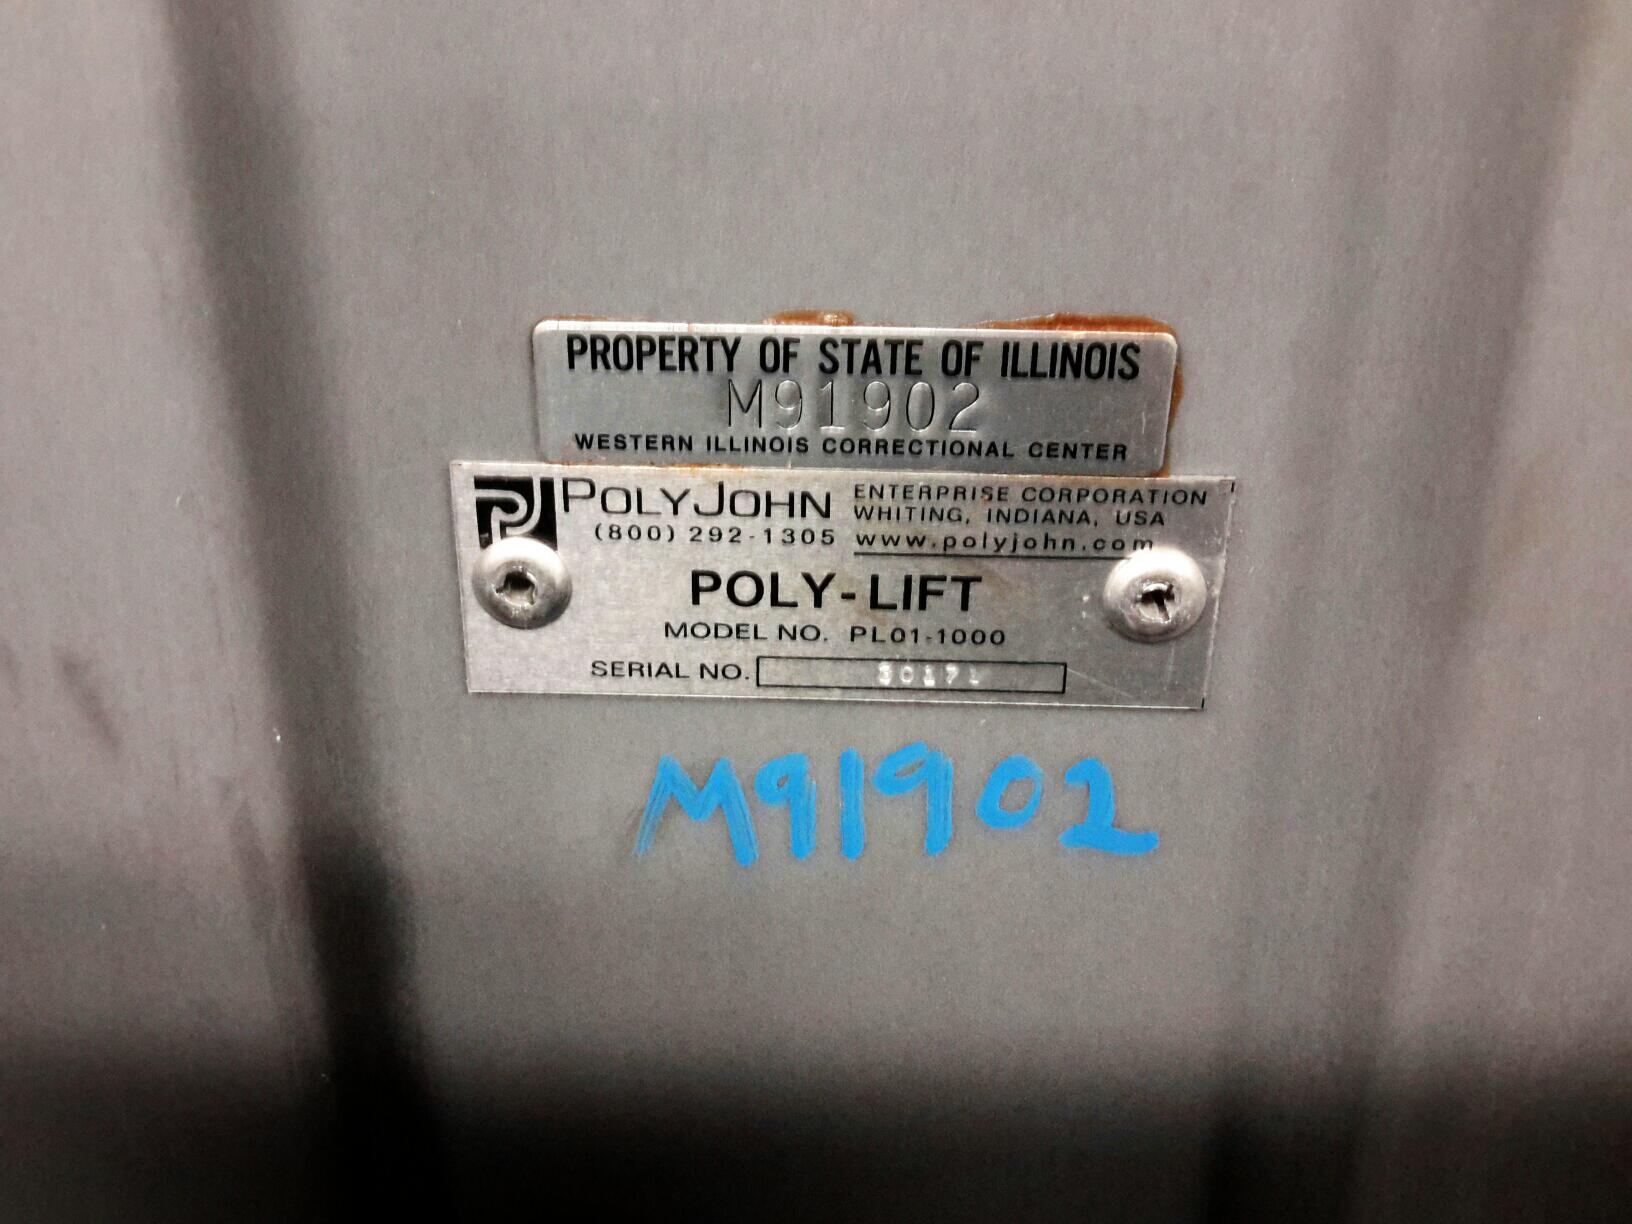 PROPERTY OF STATE OF ILLINOIS
M91902
WESTERN ILLINOIS CORRECTIONAL CENTER
POLYJOHN
(800) 292-1305
ENTERPRISE CORPORATION
WHITING, INDIANA, USA
www.polyjohn.com
POLY-LIFT
MODEL NO. PL01-1000
SERIAL NO. 30171
M91902